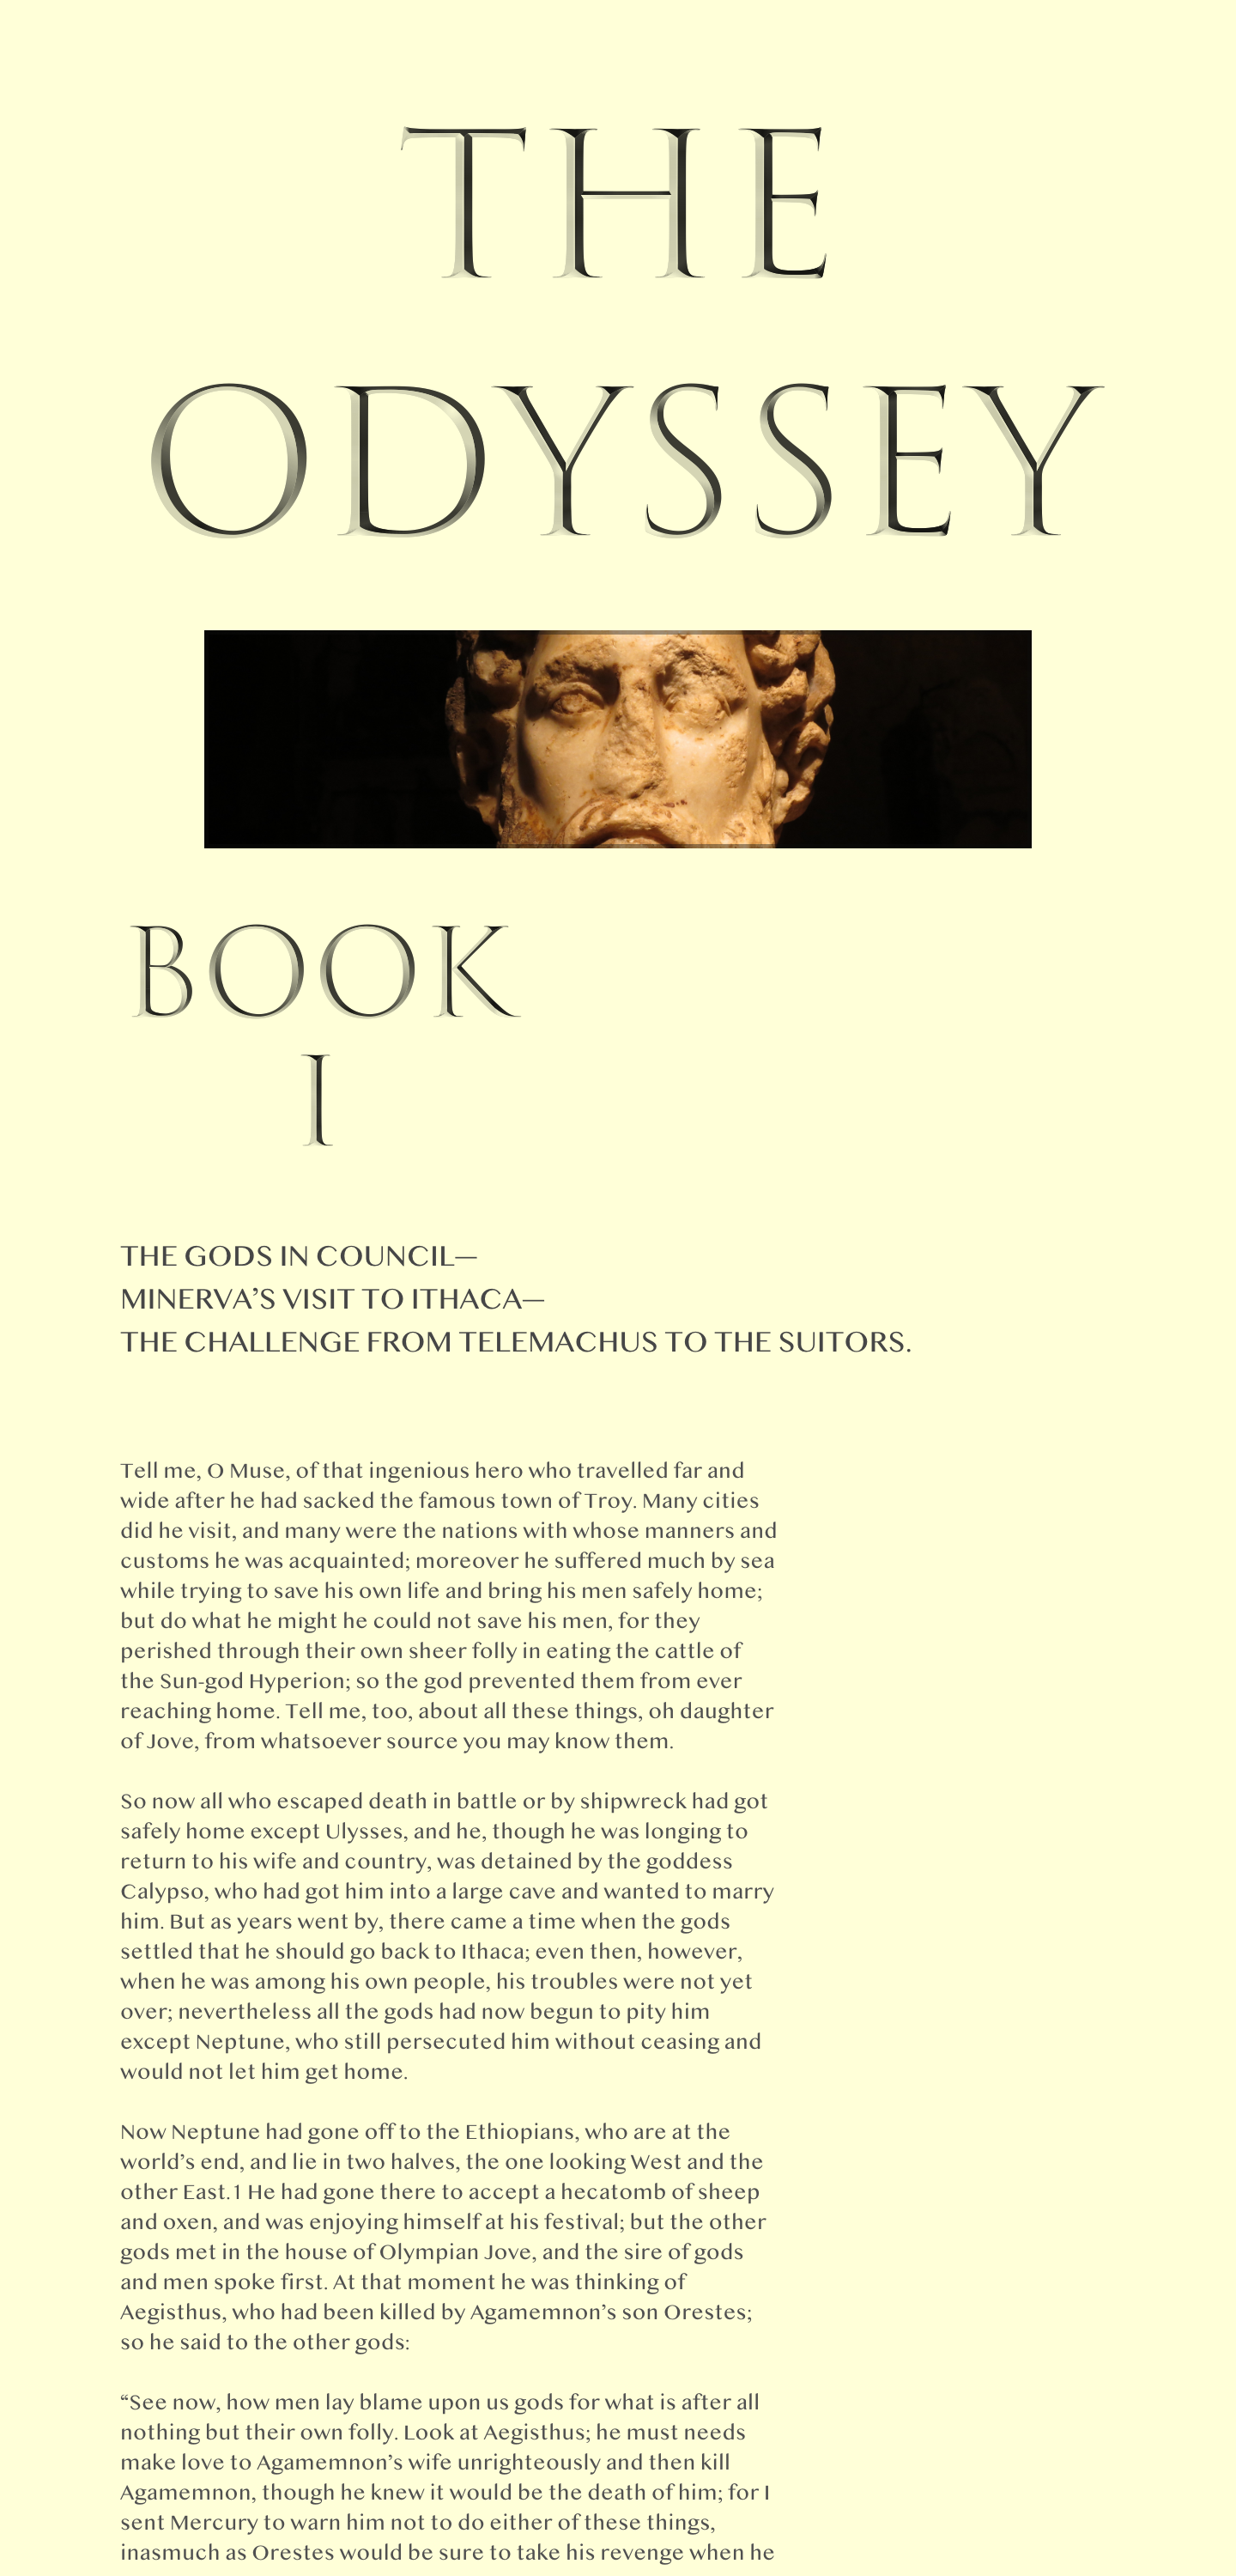 THE
ODYSSEY
BOOK
I
THE GODS IN COUNCIL—
MINERVA’S VISIT TO ITHACA—
THE CHALLENGE FROM TELEMACHUS TO THE SUITORS.
Tell me, O Muse, of that ingenious hero who travelled far and
wide after he had sacked the famous town of Troy. Many cities
did he visit, and many were the nations with whose manners and
customs he was acquainted; moreover he suffered much by sea
while trying to save his own life and bring his men safely home;
but do what he might he could not save his men, for they
perished through their own sheer folly in eating the cattle of
the Sun-god Hyperion; so the god prevented them from ever
reaching home. Tell me, too, about all these things, oh daughter
of Jove, from whatsoever source you may know them.
So now all who escaped death in battle or by shipwreck had got
safely home except Ulysses, and he, though he was longing to
return to his wife and country, was detained by the goddess
Calypso, who had got him into a large cave and wanted to marry
him. But as years went by, there came a time when the gods
settled that he should go back to Ithaca; even then, however,
when he was among his own people, his troubles were not yet
over; nevertheless all the gods had now begun to pity him
except Neptune, who still persecuted him without ceasing and
would not let him get home.
Now Neptune had gone off to the Ethiopians, who are at the
world’s end, and lie in two halves, the one looking West and the
other East.1 He had gone there to accept a hecatomb of sheep
and oxen, and was enjoying himself at his festival; but the other
gods met in the house of Olympian Jove, and the sire of gods
and men spoke first. At that moment he was thinking of
Aegisthus, who had been killed by Agamemnon’s son Orestes;
so he said to the other gods:
“See now, how men lay blame upon us gods for what is after all
nothing but their own folly. Look at Aegisthus; he must needs
make love to Agamemnon’s wife unrighteously and then kill
Agamemnon, though he knew it would be the death of him; for I
sent Mercury to warn him not to do either of these things,
inasmuch as Orestes would be sure to take his revenge when he